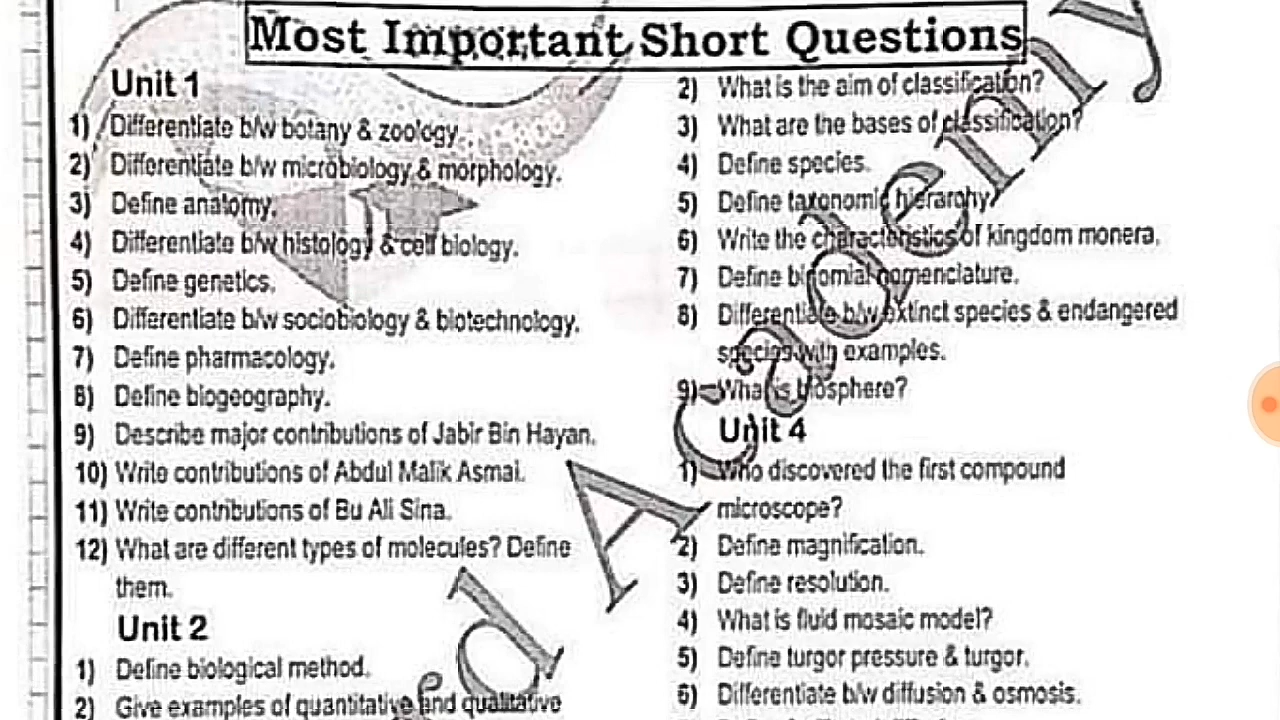 Most Important Short Questions
Unit 1
1) Differentiate b/w botany & zoology.
2) Differentiate b/w microbiology & morphology.
3) Define anatomy.
4) Differentiate b/w histology & cell biology.
5) Define genetics.
6) Differentiate b/w sociobiology & biotechnology.
7) Define pharmacology.
8) Define biogeography.
9) Describe major contributions of Jabir Bin Hayan.
10) Write contributions of Abdul Malik Asmai.
11) Write contributions of Bu Ali Sina.
12) What are different types of molecules? Define
them.
Unit 2
1) Define biological method.
2) Give examples of quantitative and qualitative
2) What is the aim of classification?
3) What are the bases of classification?
4) Define species.
5) Define taxonomic hierarchy.
6) Write the characteristics of kingdom monera.
7) Define binomial nomenclature.
8) Differentiate b/w extinct species & endangered
species with examples.
9) What is biosphere?
Unit 4
1) Who discovered the first compound
microscope?
2) Define magnification.
3) Define resolution.
4) What is fluid mosaic model?
5) Define turgor pressure & turgor.
6) Differentiate b/w diffusion & osmosis.
Academy